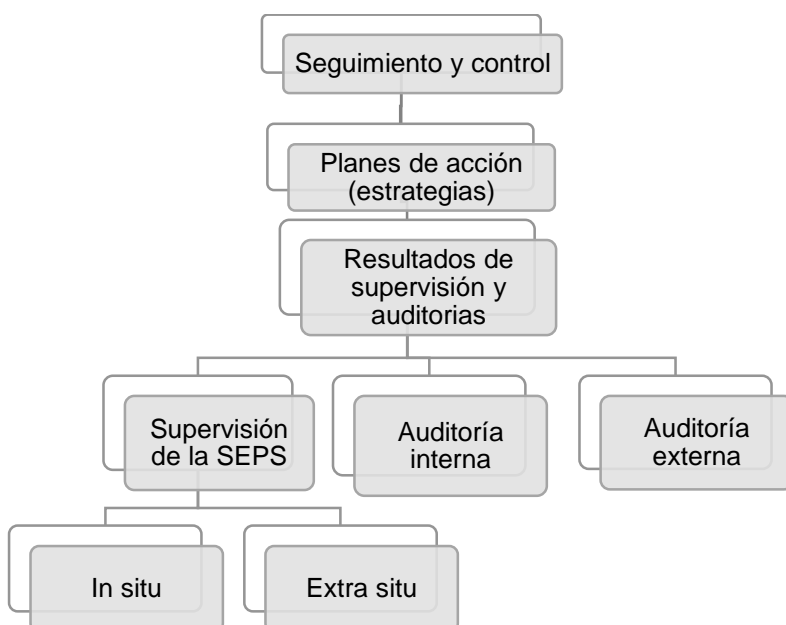 Seguimiento y control
Planes de acción
(estrategias)
Resultados de
supervisión y
auditorias
Supervisión
de la SEPS
Auditoría
interna
Auditoría
externa
In situ
Extra situ